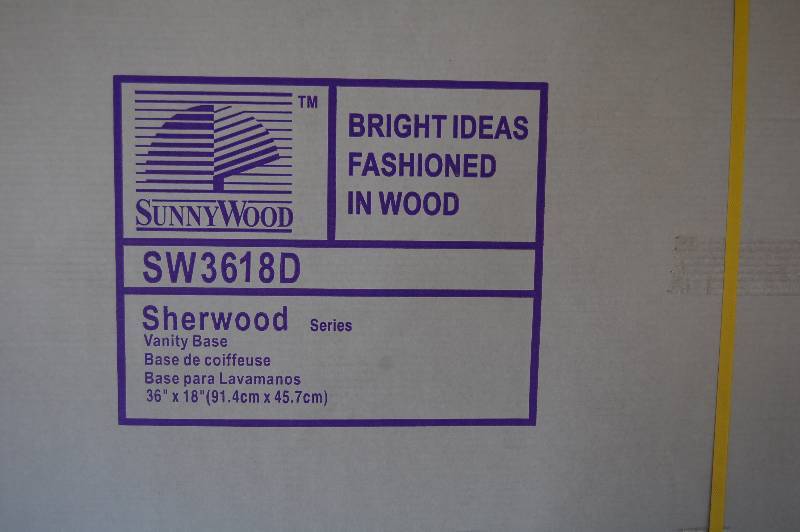 TM
SUNNYWOOD
BRIGHT IDEAS
FASHIONED
IN WOOD
SW3618D
Sherwood Series
Vanity Base
Base de coiffeuse
Base para Lavamanos
36" x 18"(91.4cm x 45.7cm)